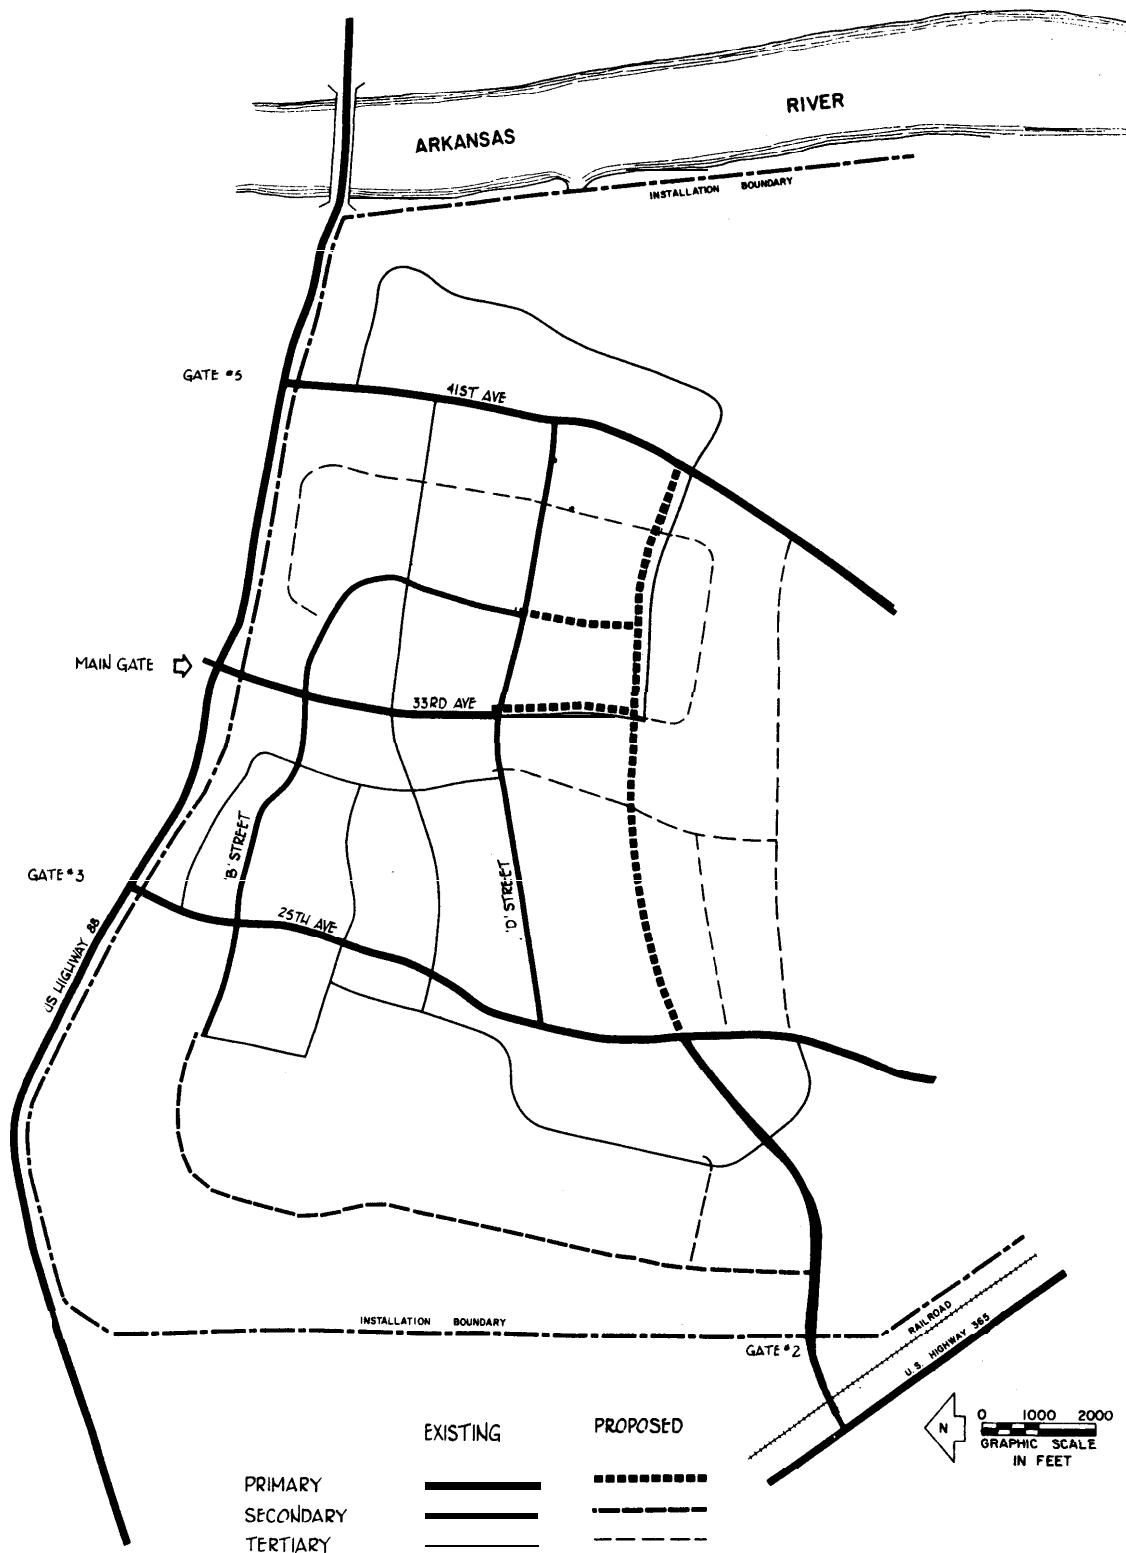 ARKANSAS
RIVER
INSTALLATION BOUNDARY
GATE #5
41ST AVE
MAIN GATE
33RD AVE
'B' STREET
GATE #3
'D' STREET
25TH AVE
US HIGHWAY 88
INSTALLATION BOUNDARY
RAILROAD
U.S. HIGHWAY 365
GATE #2
N
0 1000 2000
GRAPHIC SCALE
IN FEET
EXISTING PROPOSED
PRIMARY
SECONDARY
TERTIARY